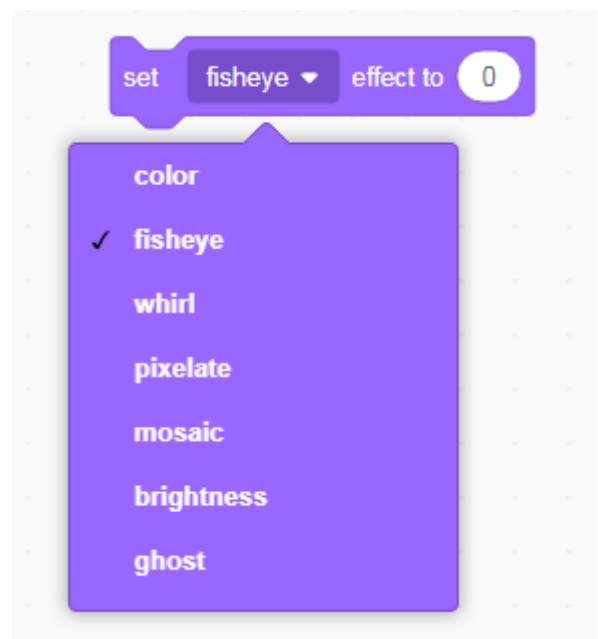 set fisheye effect to 0
color
✓ fisheye
whirl
pixelate
mosaic
brightness
ghost